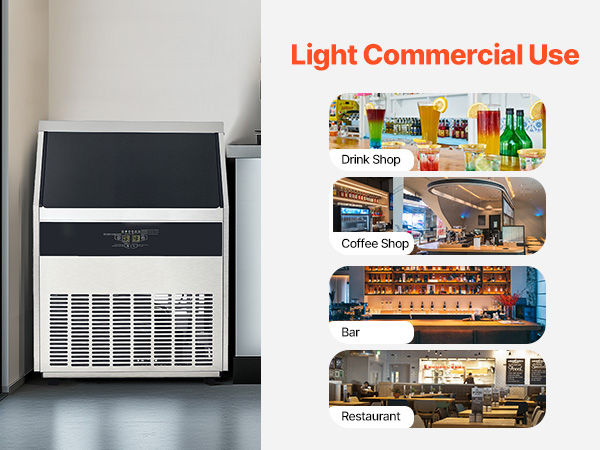 Light Commercial Use
Drink Shop
Coffee Shop
Bar
Restaurant